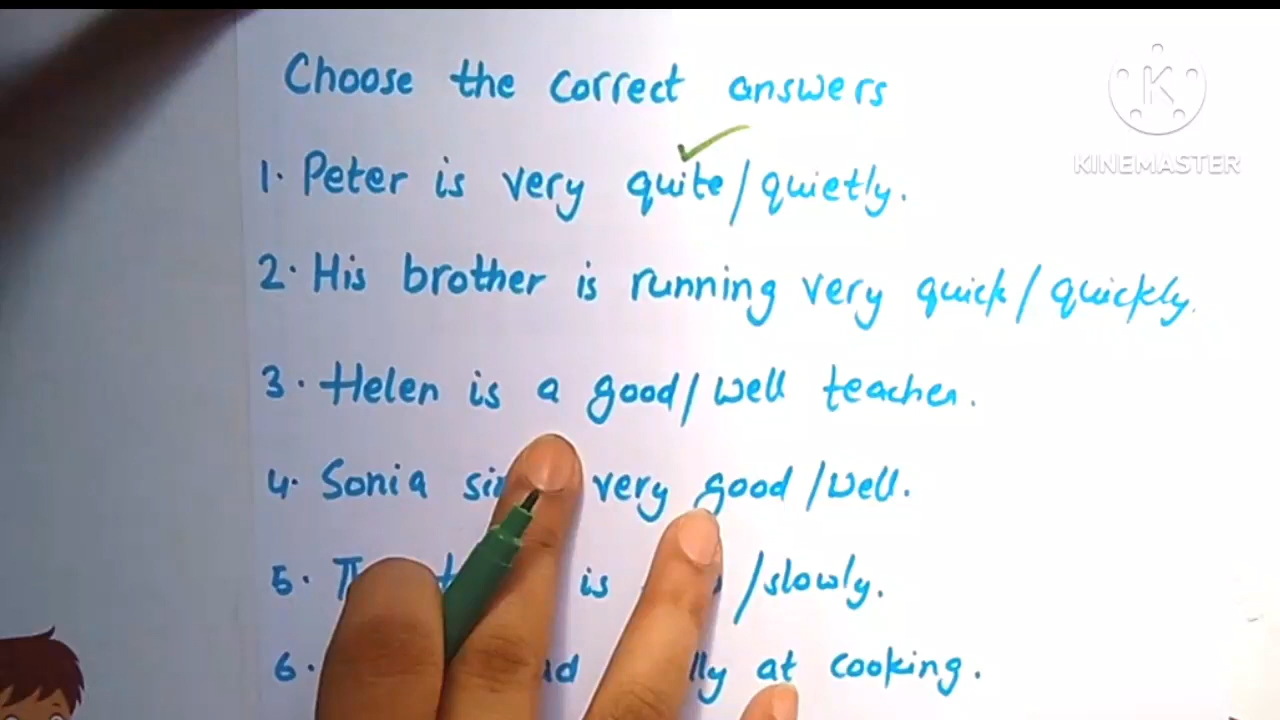 Choose the correct answers
KINEMASTER
1. Peter is very quite/quietly.
2. His brother is running very quick/quickly.
3. Helen is a good/well teacher.
4. Sonia very good/well.
5. is /slowly.
6. at cooking.